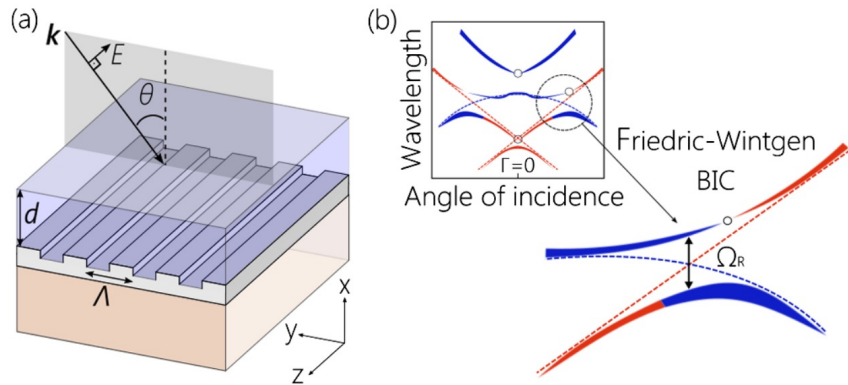 (a)
k
E
θ
d
Λ
x
y
z
(b)
Wavelength
Γ=0
Angle of incidence
Friedric-Wintgen
BIC
ΩR